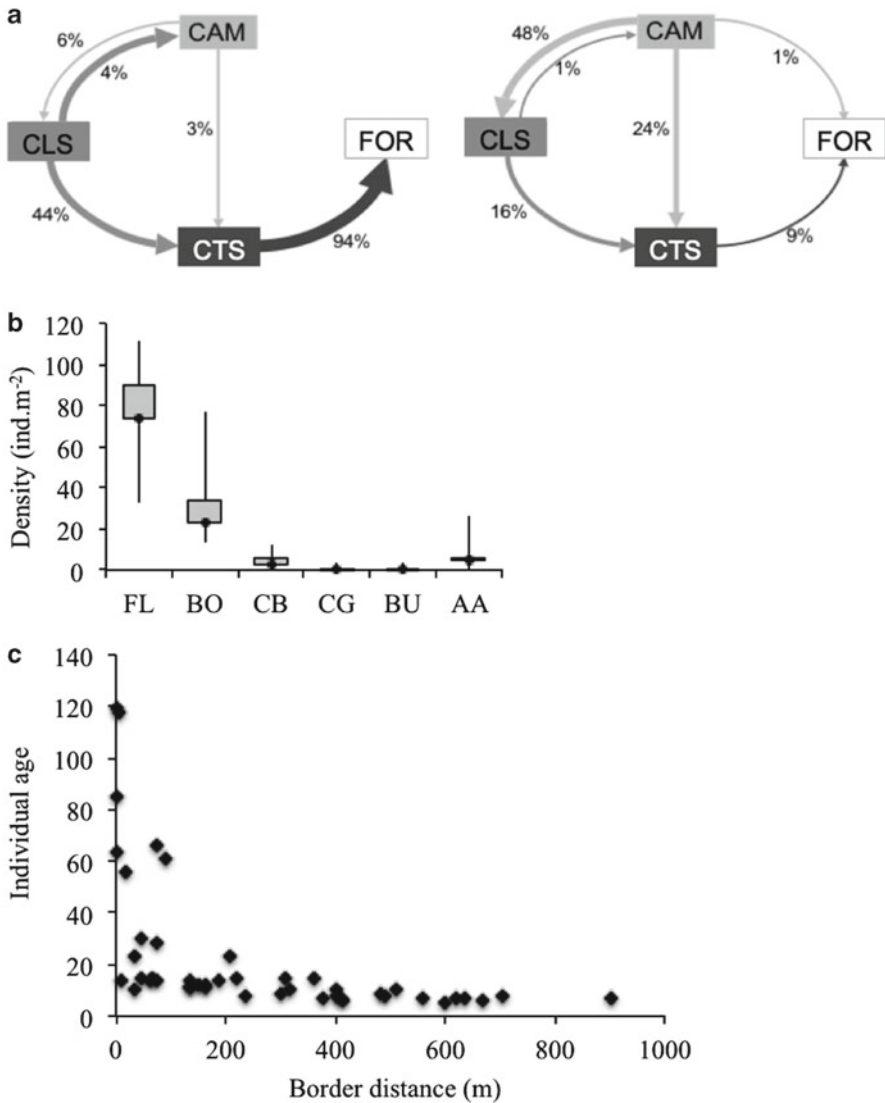 a
CAM
6%
4%
3%
CLS
FOR
44%
94%
CTS
CAM
48%
1%
1%
24%
CLS
FOR
16%
9%
CTS
b
Density (ind.m-2)
120
100
80
60
40
20
0
FL BO CB CG BU AA
c
Individual age
140
120
100
80
60
40
20
0
0 200 400 600 800 1000
Border distance (m)